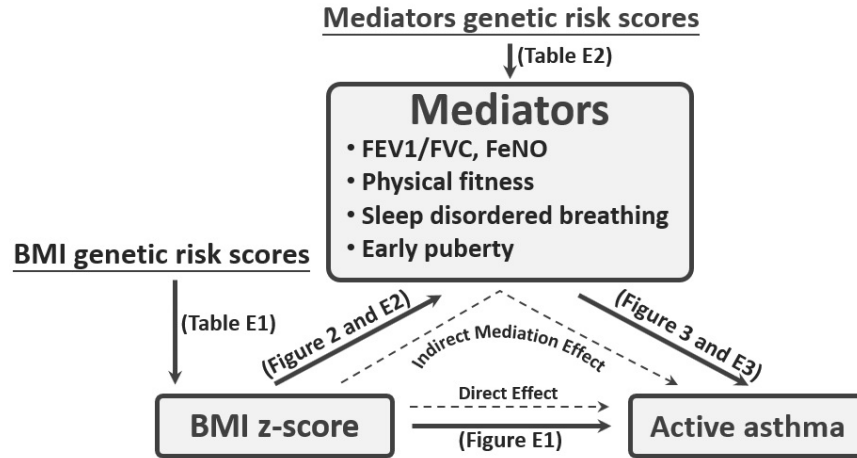 Mediators genetic risk scores
(Table E2)
Mediators
• FEV1/FVC, FeNO
• Physical fitness
• Sleep disordered breathing
• Early puberty
BMI genetic risk scores
(Table E1)
(Figure 2 and E2)
Indirect Mediation Effect
(Figure 3 and E3)
Direct Effect
BMI z-score
(Figure E1)
Active asthma